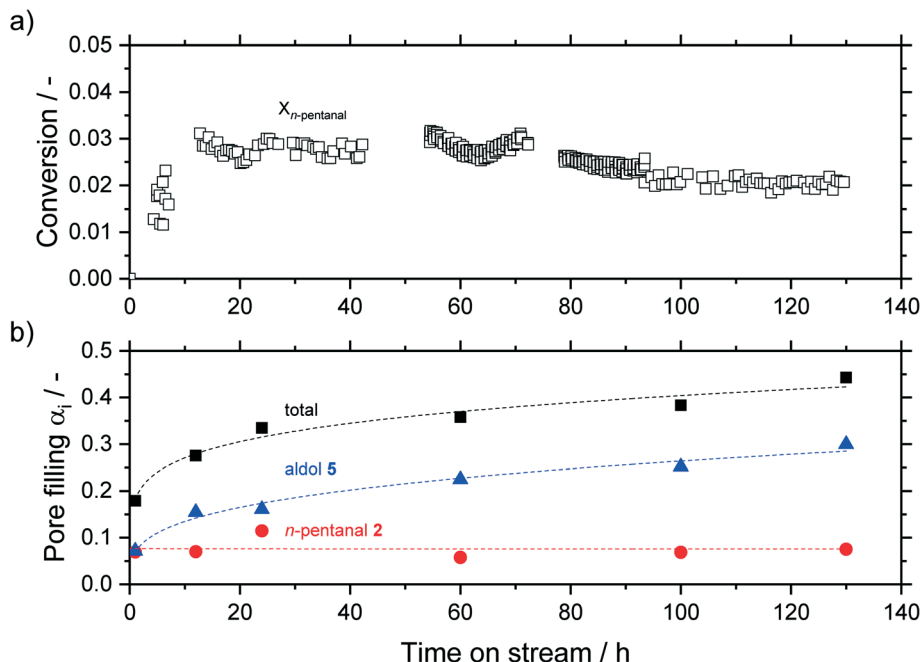 a)
0.05
0.04
0.03
0.02
0.01
0.00
Conversion / -
X n-pentanal
0 20 40 60 80 100 120 140
b)
0.5
0.4
0.3
0.2
0.1
0.0
Pore filling αi / -
total
aldol 5
n-pentanal 2
0 20 40 60 80 100 120 140
Time on stream / h